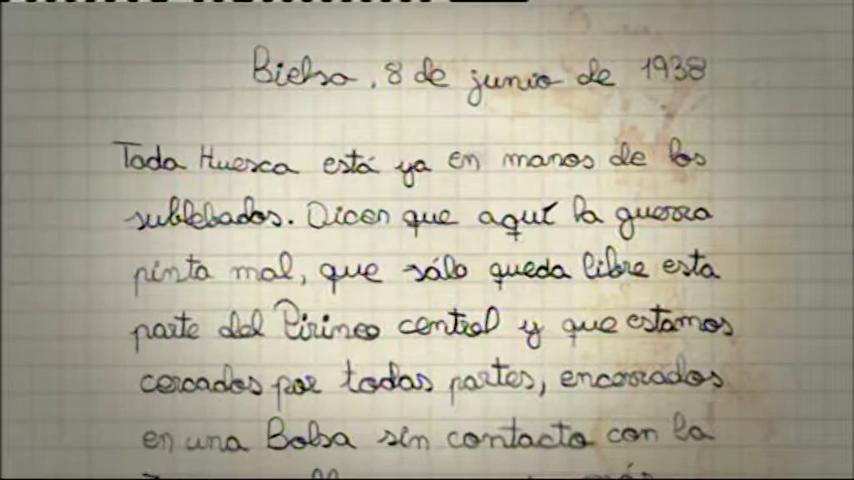 Bielsa, 8 de junio de 1938
Toda Huesca está ya en manos de los
sublebados. Dicen que aquí la guerra
pinta mal, que sólo queda libre esta
parte del Pirineo central y que estamos
cercados por todas partes, encerrados
en una Bolsa sin contacto con la
más